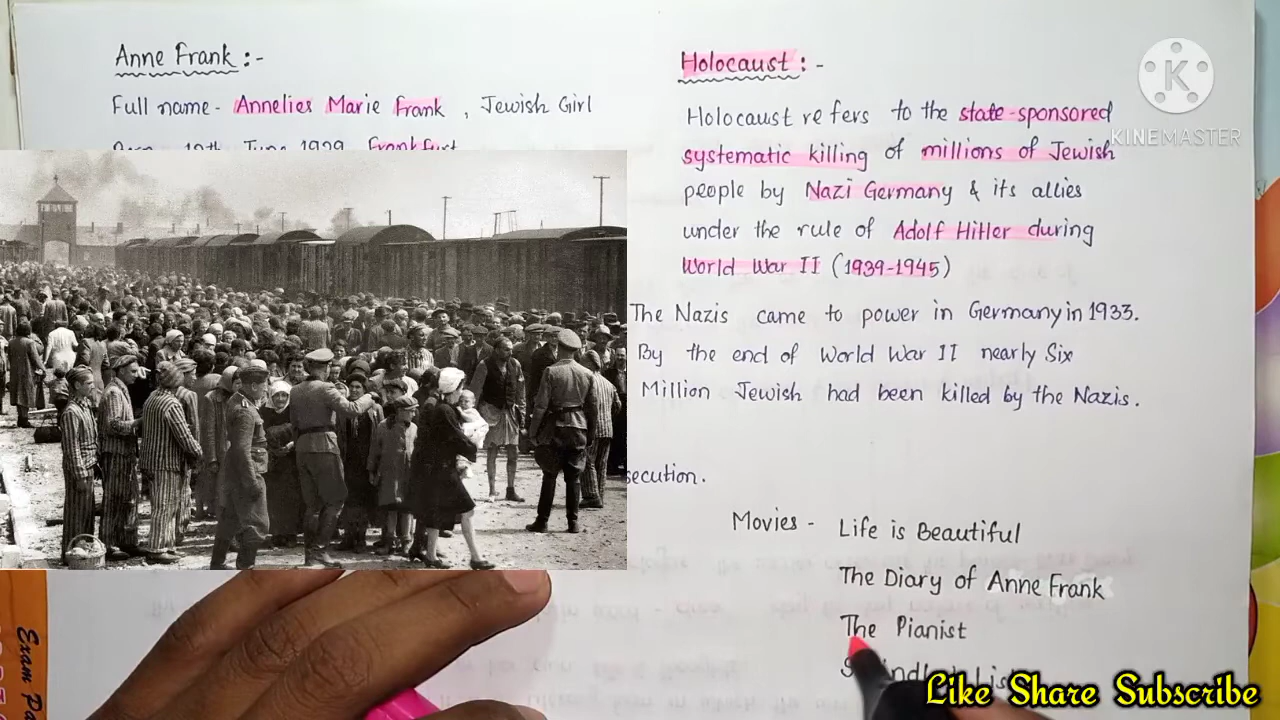 Anne Frank :-
Full name - Annelies Marie Frank , Jewish Girl
June 1929 Frankfurt
Holocaust : -
Holocaust refers to the state-sponsored
systematic killing of millions of Jewish
people by Nazi Germany & its allies
under the rule of Adolf Hitler during
World War II (1939-1945)
The Nazis came to power in Germany in 1933.
By the end of World War II nearly Six
Million Jewish had been killed by the Nazis.
secution.
Movies - Life is Beautiful
The Diary of Anne Frank
The Pianist
K
KINEMASTER
Exam
Like Share Subscribe